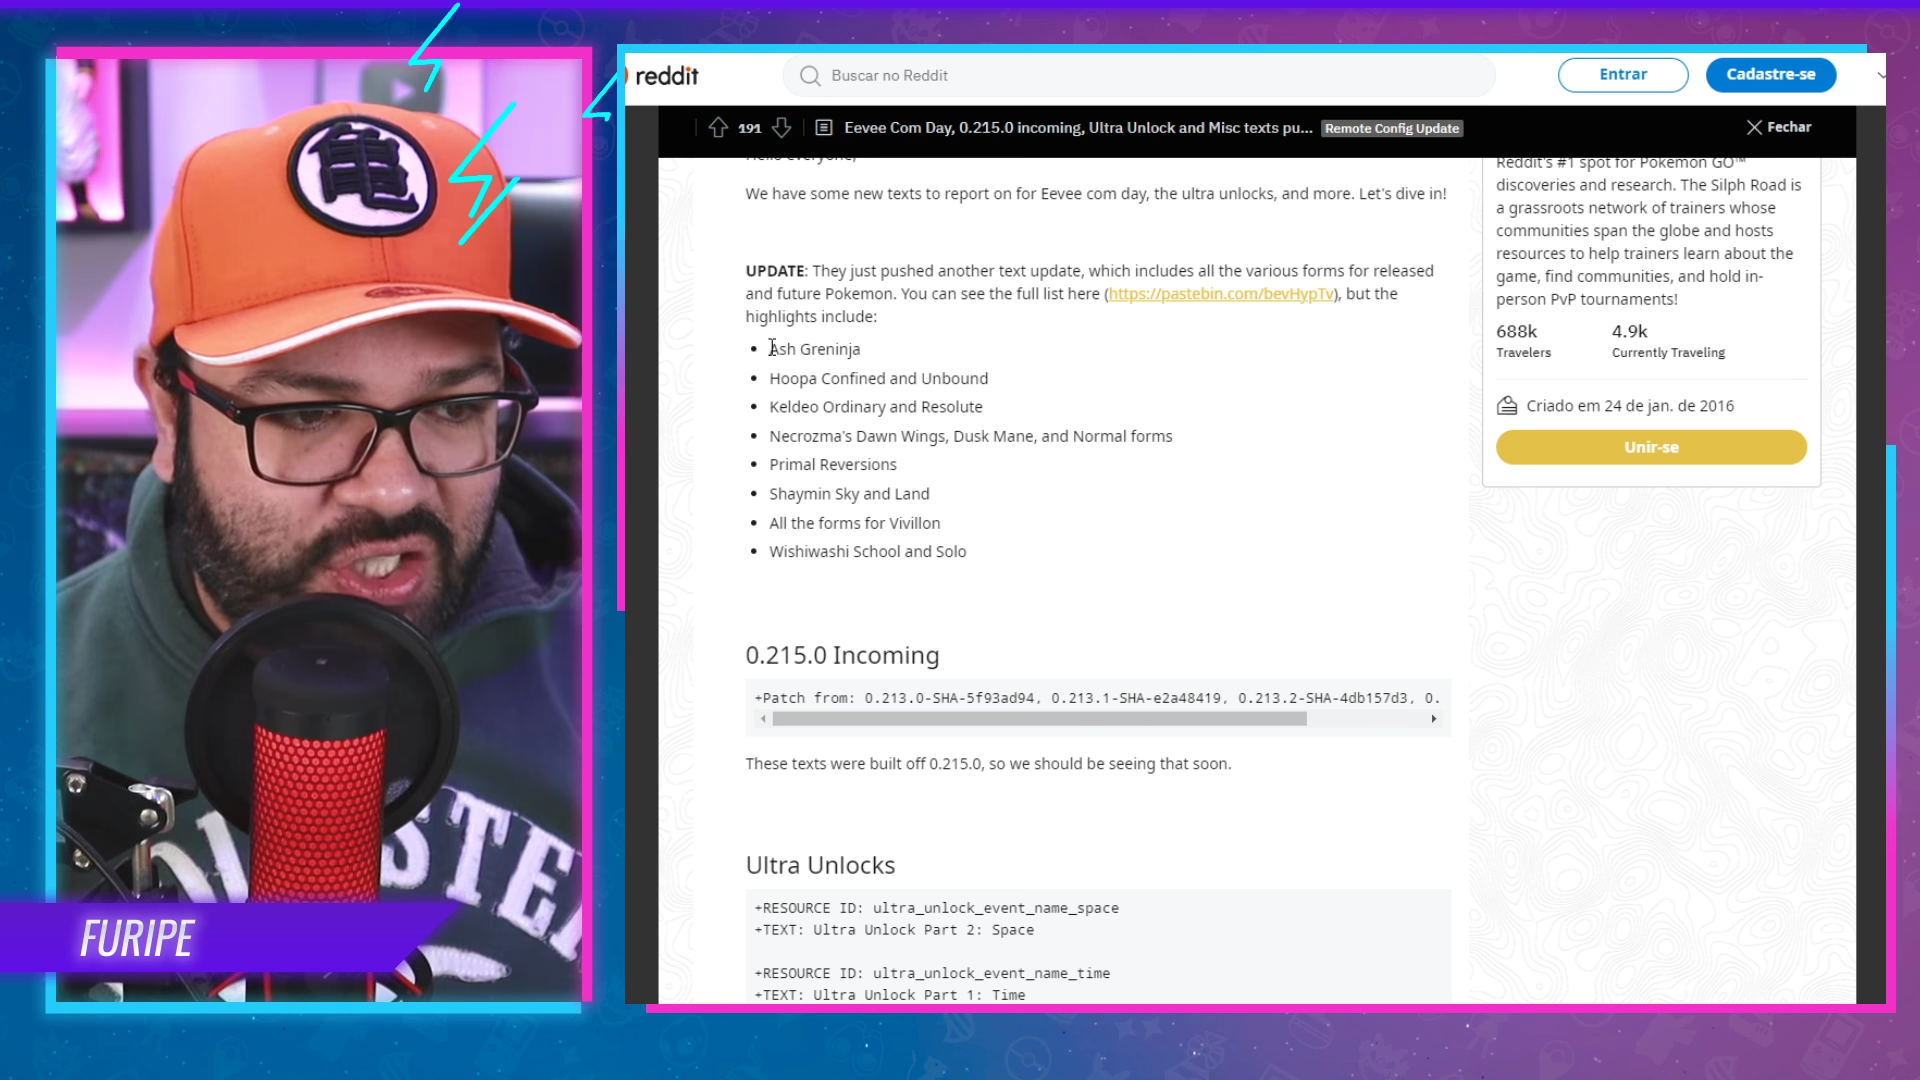 亀
STE
FURIPE
reddit
Buscar no Reddit
Entrar
Cadastre-se
191
Eevee Com Day, 0.215.0 incoming, Ultra Unlock and Misc texts pu...
Remote Config Update
Fechar
Hello everyone,
We have some new texts to report on for Eevee com day, the ultra unlocks, and more. Let's dive in!
UPDATE: They just pushed another text update, which includes all the various forms for released
and future Pokemon. You can see the full list here (https://pastebin.com/bevHypTv), but the
highlights include:
Ash Greninja
Hoopa Confined and Unbound
Keldeo Ordinary and Resolute
Necrozma's Dawn Wings, Dusk Mane, and Normal forms
Primal Reversions
Shaymin Sky and Land
All the forms for Vivillon
Wishiwashi School and Solo
0.215.0 Incoming
+Patch from: 0.213.0-SHA-5f93ad94, 0.213.1-SHA-e2a48419, 0.213.2-SHA-4db157d3, 0.
These texts were built off 0.215.0, so we should be seeing that soon.
Ultra Unlocks
+RESOURCE ID: ultra_unlock_event_name_space
+TEXT: Ultra Unlock Part 2: Space
+RESOURCE ID: ultra_unlock_event_name_time
+TEXT: Ultra Unlock Part 1: Time
Reddit's #1 spot for Pokémon GO™
discoveries and research. The Silph Road is
a grassroots network of trainers whose
communities span the globe and hosts
resources to help trainers learn about the
game, find communities, and hold in-
person PvP tournaments!
688k
4.9k
Travelers
Currently Traveling
Criado em 24 de jan. de 2016
Unir-se